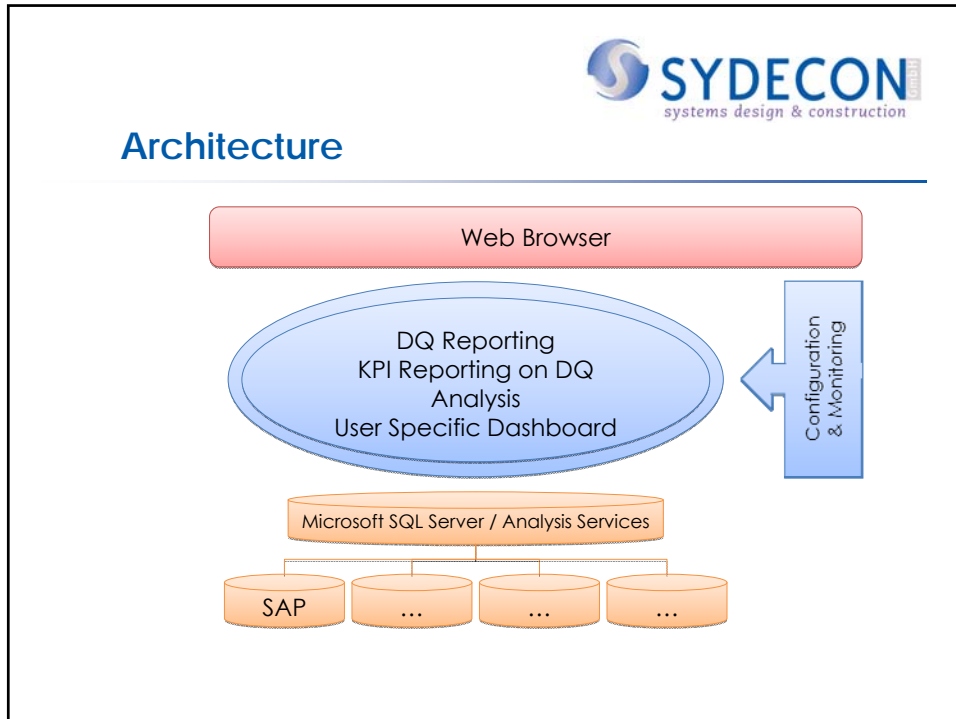 SYDECON GmbH
systems design & construction
Architecture
Web Browser
DQ Reporting
KPI Reporting on DQ
Analysis
User Specific Dashboard
Configuration
& Monitoring
Microsoft SQL Server / Analysis Services
SAP
...
...
...